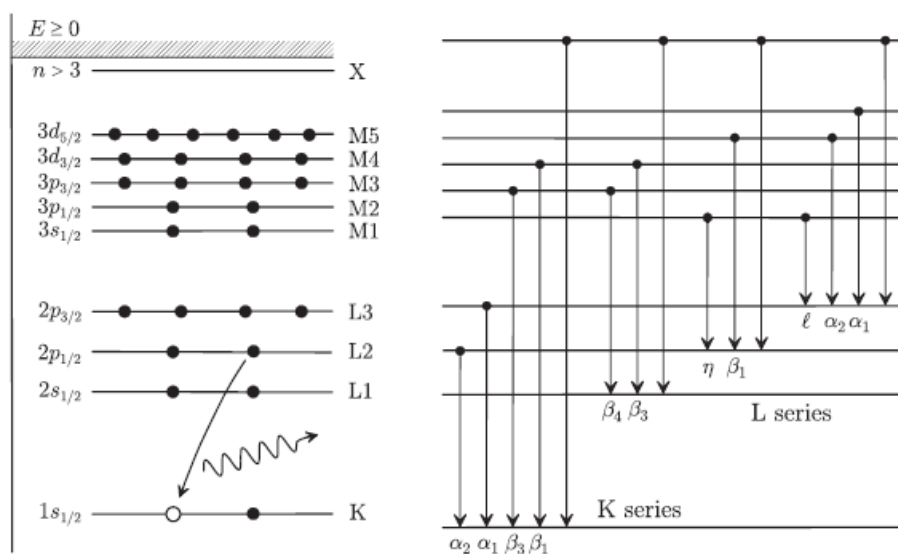 E ≥ 0
n > 3 X
3d₅/₂ M5
3d₃/₂ M4
3p₃/₂ M3
3p₁/₂ M2
3s₁/₂ M1
2p₃/₂ L3
2p₁/₂ L2
2s₁/₂ L1
1s₁/₂ K
ℓ α₂ α₁
η β₁
β₄ β₃
L series
K series
α₂ α₁ β₃ β₁